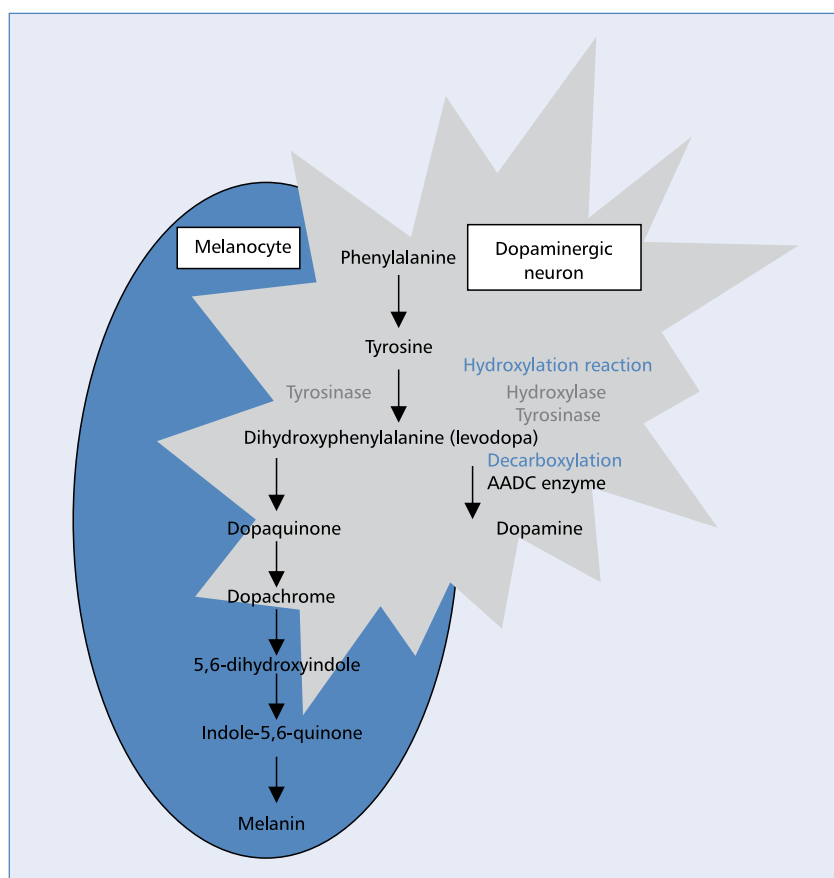 Melanocyte
Dopaminergic
neuron
Phenylalanine
Tyrosine
Hydroxylation reaction
Tyrosinase
Hydroxylase
Tyrosinase
Dihydroxyphenylalanine (levodopa)
Decarboxylation
AADC enzyme
Dopaquinone
Dopamine
Dopachrome
5,6-dihydroxyindole
Indole-5,6-quinone
Melanin